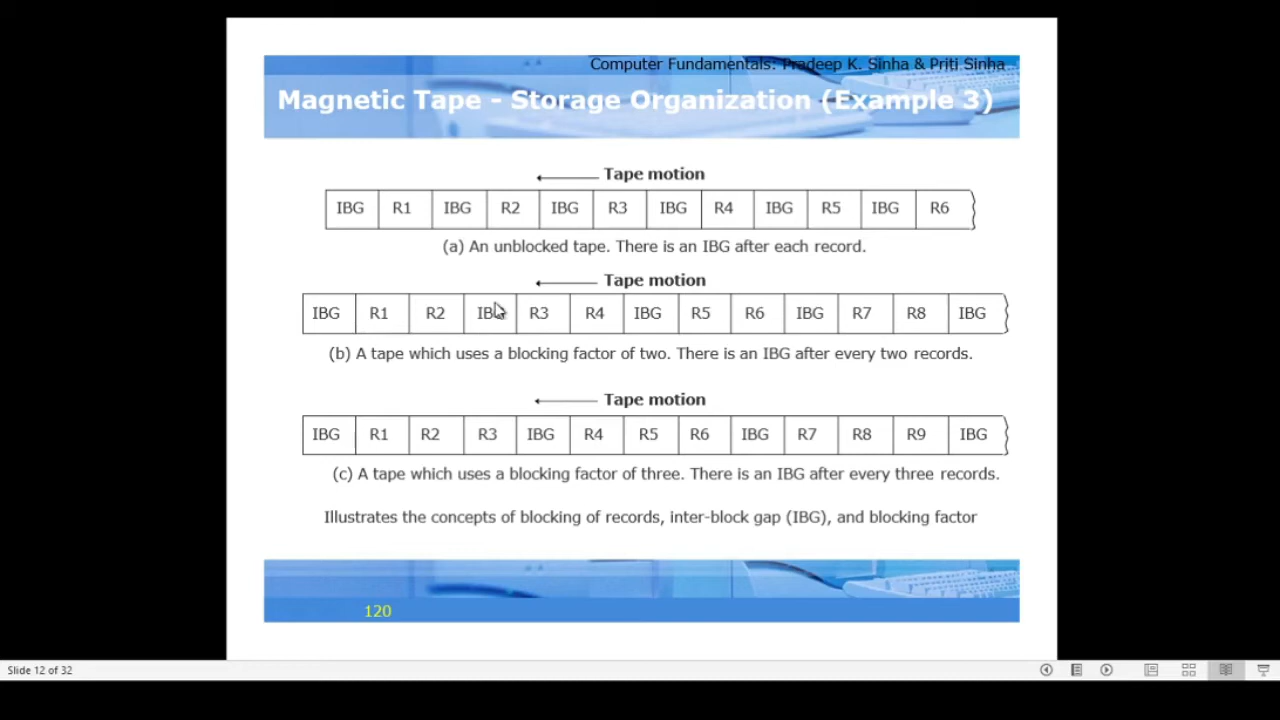 Computer Fundamentals: Pradeep K. Sinha & Priti Sinha
Magnetic Tape - Storage Organization (Example 3)
Tape motion
IBG R1 IBG R2 IBG R3 IBG R4 IBG R5 IBG R6
(a) An unblocked tape. There is an IBG after each record.
Tape motion
IBG R1 R2 IBG R3 R4 IBG R5 R6 IBG R7 R8 IBG
(b) A tape which uses a blocking factor of two. There is an IBG after every two records.
Tape motion
IBG R1 R2 R3 IBG R4 R5 R6 IBG R7 R8 R9 IBG
(c) A tape which uses a blocking factor of three. There is an IBG after every three records.
Illustrates the concepts of blocking of records, inter-block gap (IBG), and blocking factor
120
Slide 12 of 32